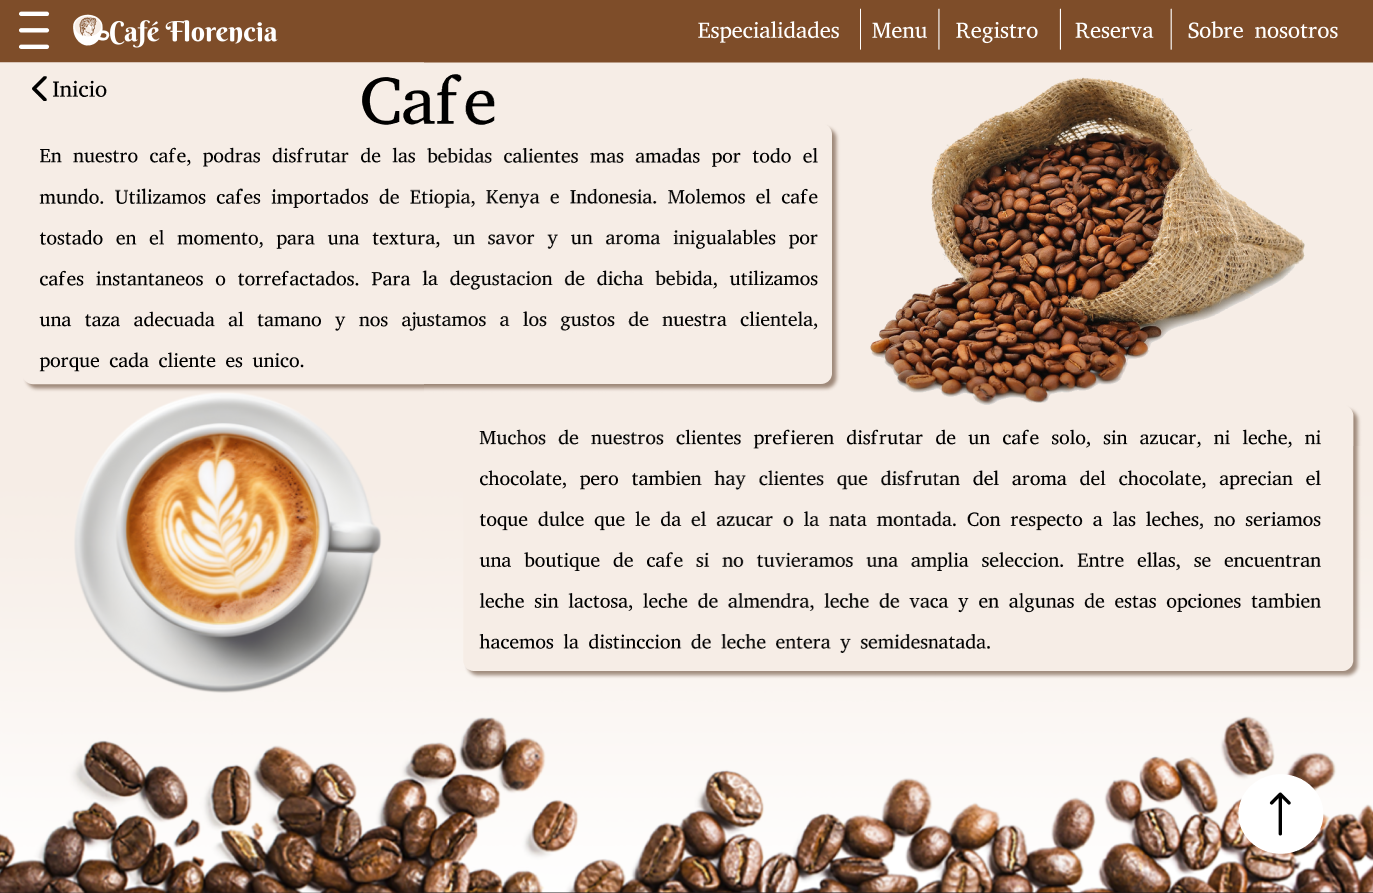 Café Florencia
Especialidades
Menu
Registro
Reserva
Sobre nosotros
Inicio
Cafe
En nuestro cafe, podras disfrutar de las bebidas calientes mas amadas por todo el
mundo. Utilizamos cafes importados de Etiopia, Kenya e Indonesia. Molemos el cafe
tostado en el momento, para una textura, un savor y un aroma inigualables por
cafes instantaneos o torrefactados. Para la degustacion de dicha bebida, utilizamos
una taza adecuada al tamano y nos ajustamos a los gustos de nuestra clientela,
porque cada cliente es unico.
Muchos de nuestros clientes prefieren disfrutar de un cafe solo, sin azucar, ni leche, ni
chocolate, pero tambien hay clientes que disfrutan del aroma del chocolate, aprecian el
toque dulce que le da el azucar o la nata montada. Con respecto a las leches, no seriamos
una boutique de cafe si no tuvieramos una amplia seleccion. Entre ellas, se encuentran
leche sin lactosa, leche de almendra, leche de vaca y en algunas de estas opciones tambien
hacemos la distinccion de leche entera y semidesnatada.